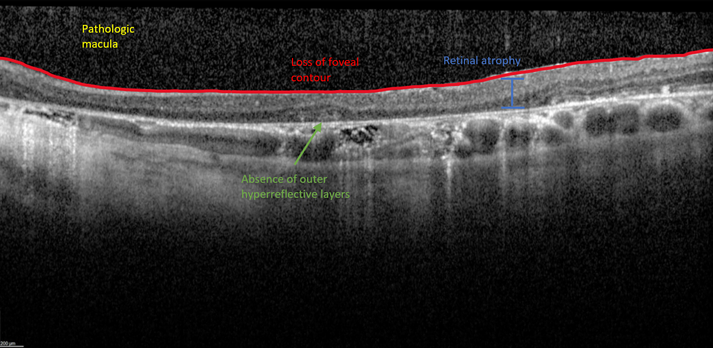 Pathologic
macula
Loss of foveal
contour
Retinal atrophy
Absence of outer
hyperreflective layers
200 µm